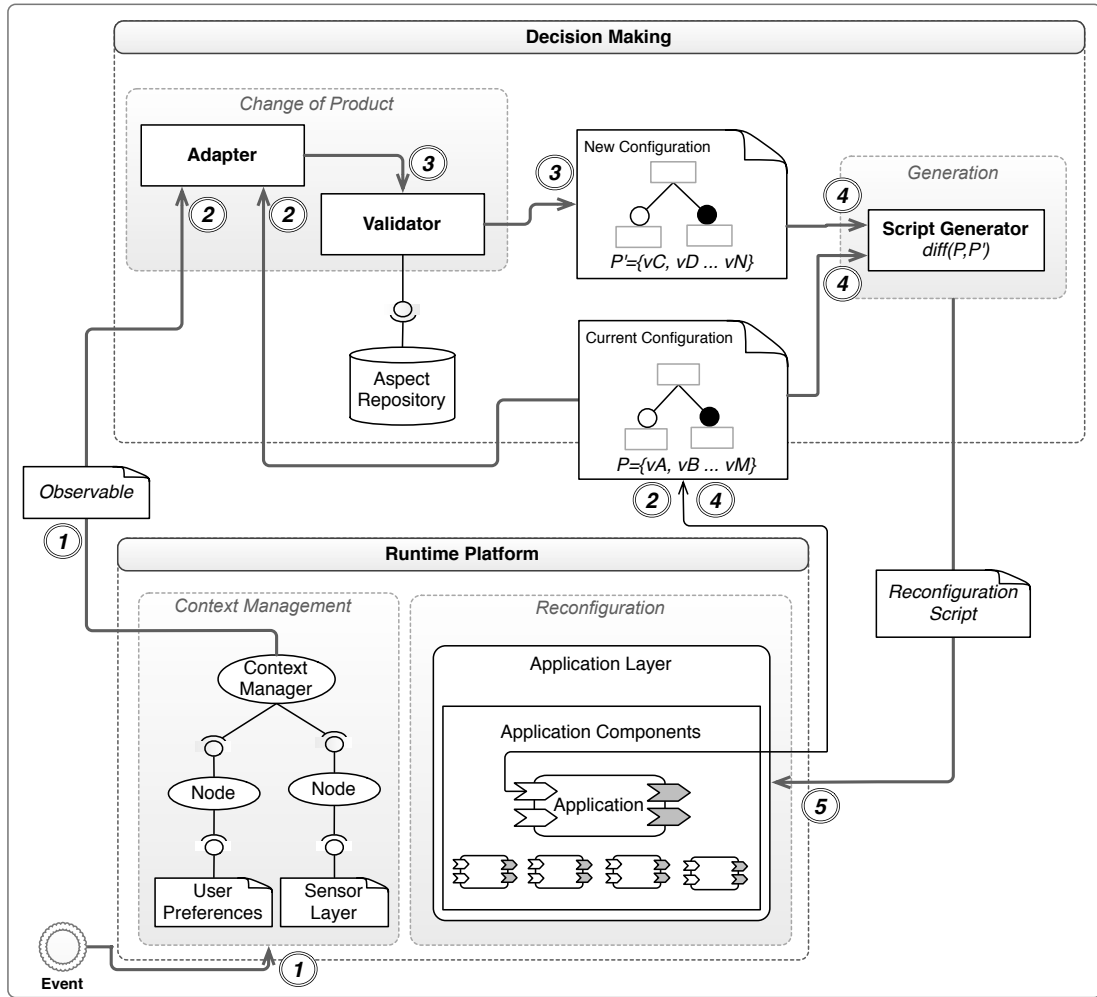 Decision Making
Change of Product
Adapter
3
Validator
2
2
Aspect
Repository
3
New Configuration
P'={vC, vD ... vN}
Generation
4
Script Generator
diff(P,P')
4
Current Configuration
P={vA, vB ... vM}
2
4
Observable
1
Runtime Platform
Context Management
Context
Manager
Node
Node
User
Preferences
Sensor
Layer
Reconfiguration
Application Layer
Application Components
Application
Reconfiguration
Script
5
Event
1